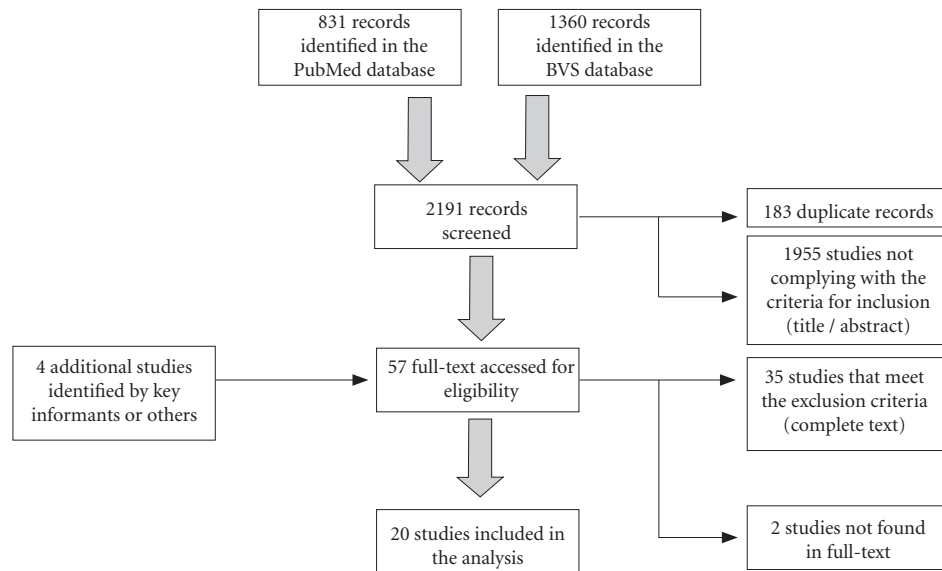 831 records
identified in the
PubMed database
1360 records
identified in the
BVS database
2191 records
screened
183 duplicate records
1955 studies not
complying with the
criteria for inclusion
(title / abstract)
4 additional studies
identified by key
informants or others
57 full-text accessed for
eligibility
35 studies that meet
the exclusion criteria
(complete text)
20 studies included in
the analysis
2 studies not found
in full-text